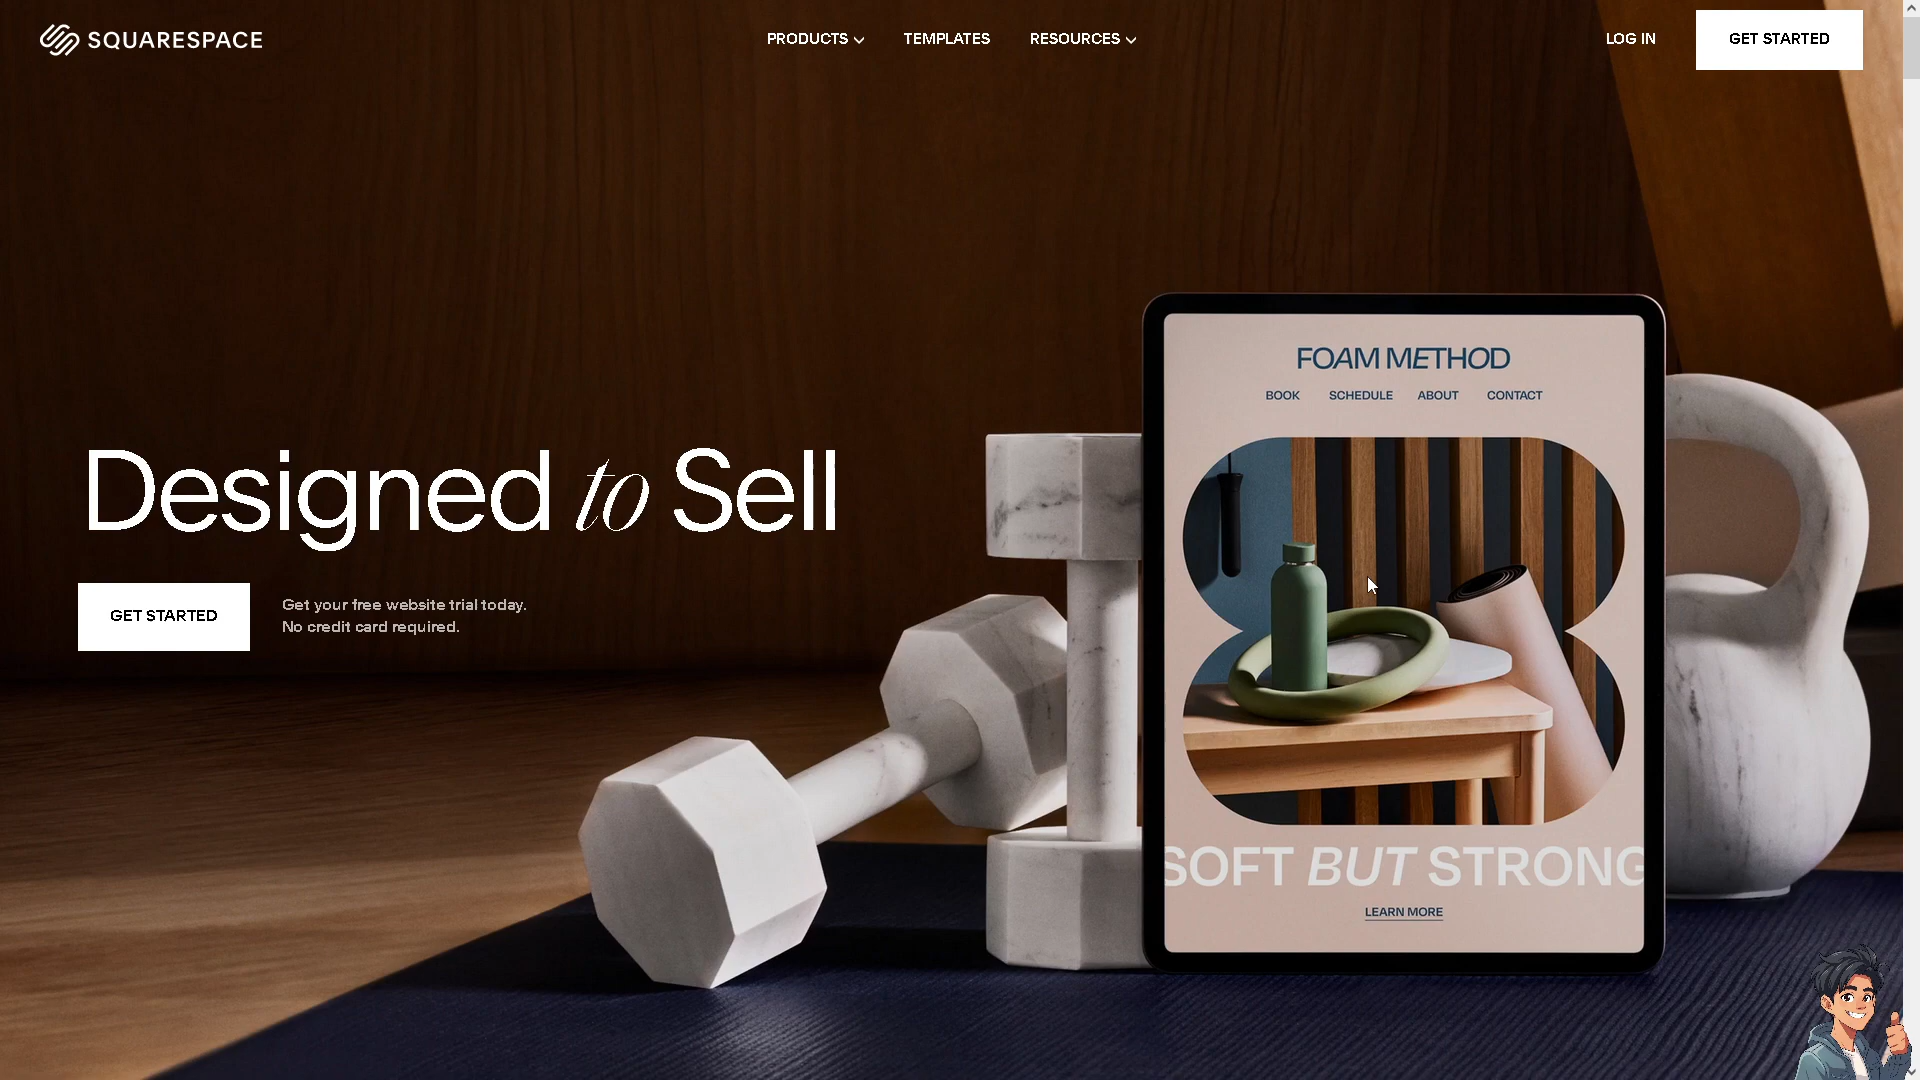 SQUARESPACE
PRODUCTS
TEMPLATES
RESOURCES
LOG IN
GET STARTED
FOAM METHOD
BOOK
SCHEDULE
ABOUT
CONTACT
Designed to Sell
GET STARTED
Get your free website trial today.
No credit card required.
SOFT BUT STRONG
LEARN MORE